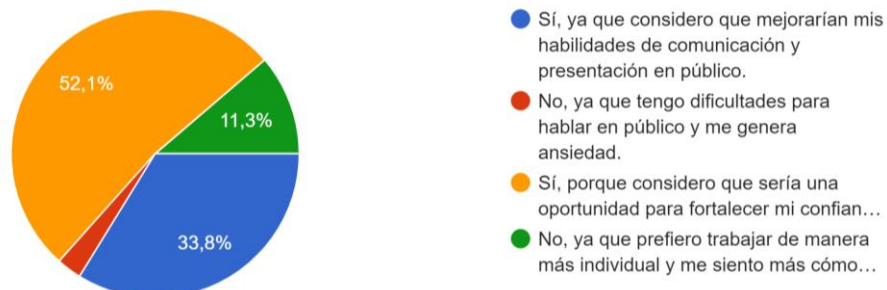 52,1%
11,3%
33,8%
Sí, ya que considero que mejorarían mis
habilidades de comunicación y
presentación en público.
No, ya que tengo dificultades para
hablar en público y me genera
ansiedad.
Sí, porque considero que sería una
oportunidad para fortalecer mi confian…
No, ya que prefiero trabajar de manera
más individual y me siento más cómo…